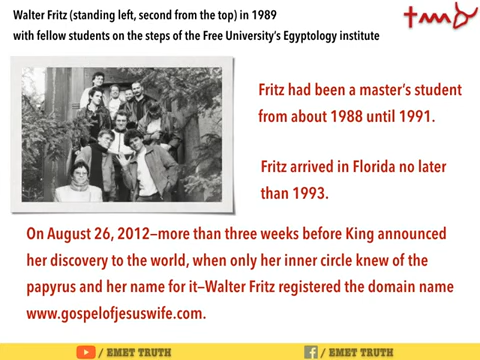 Walter Fritz (standing left, second from the top) in 1989
with fellow students on the steps of the Free University's Egyptology institute
Fritz had been a master's student
from about 1988 until 1991.
Fritz arrived in Florida no later
than 1993.
On August 26, 2012—more than three weeks before King announced
her discovery to the world, when only her inner circle knew of the
papyrus and her name for it—Walter Fritz registered the domain name
www.gospelofjesuswife.com.
/ EMET TRUTH
f / EMET TRUTH